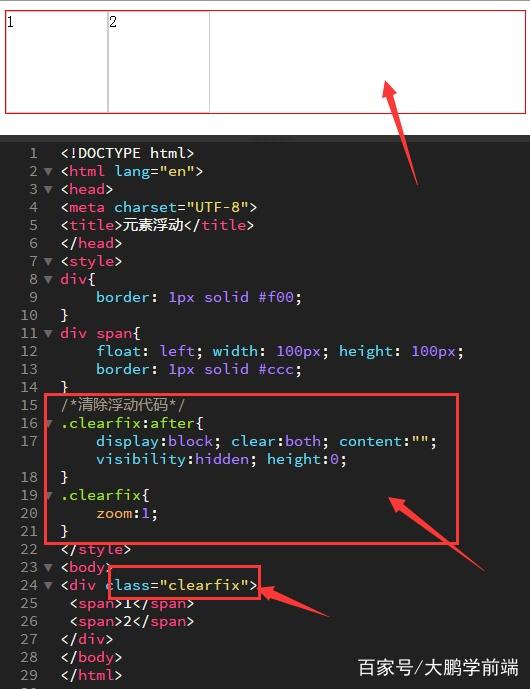 1 2
1 <!DOCTYPE html>
2 <html lang="en">
3 <head>
4 <meta charset="UTF-8">
5 <title>元素浮动</title>
6 </head>
7 <style>
8 div{
9 border: 1px solid #f00;
10 }
11 div span{
12 float: left; width: 100px; height: 100px;
13 border: 1px solid #ccc;
14 }
15 /*清除浮动代码*/
16 .clearfix:after{
17 display:block; clear:both; content:"";
visibility:hidden; height:0;
18 }
19 .clearfix{
20 zoom:1;
21 }
22 </style>
23 <body>
24 <div class="clearfix">
25 <span>1</span>
26 <span>2</span>
27 </div>
28 </body>
29 </html>
百家号/大鹏学前端